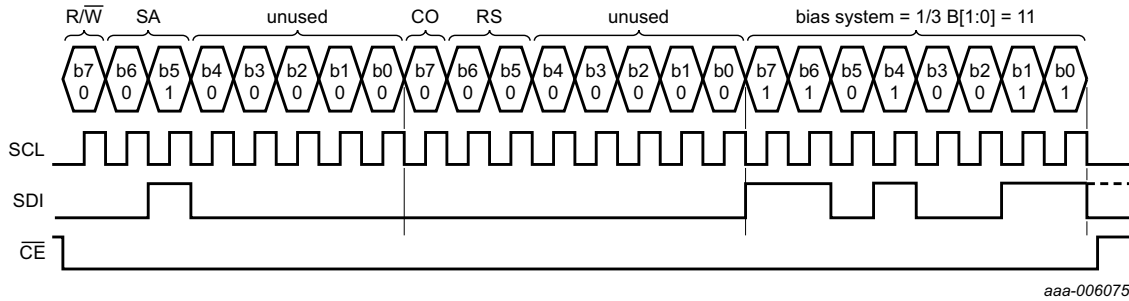 R/W SA unused CO RS unused bias system = 1/3 B[1:0] = 11
b7 b6 b5 b4 b3 b2 b1 b0 b7 b6 b5 b4 b3 b2 b1 b0 b7 b6 b5 b4 b3 b2 b1 b0
0 0 1 0 0 0 0 0 0 0 0 0 0 0 0 0 1 1 0 1 0 0 1 1
SCL
SDI
CE
aaa-006075